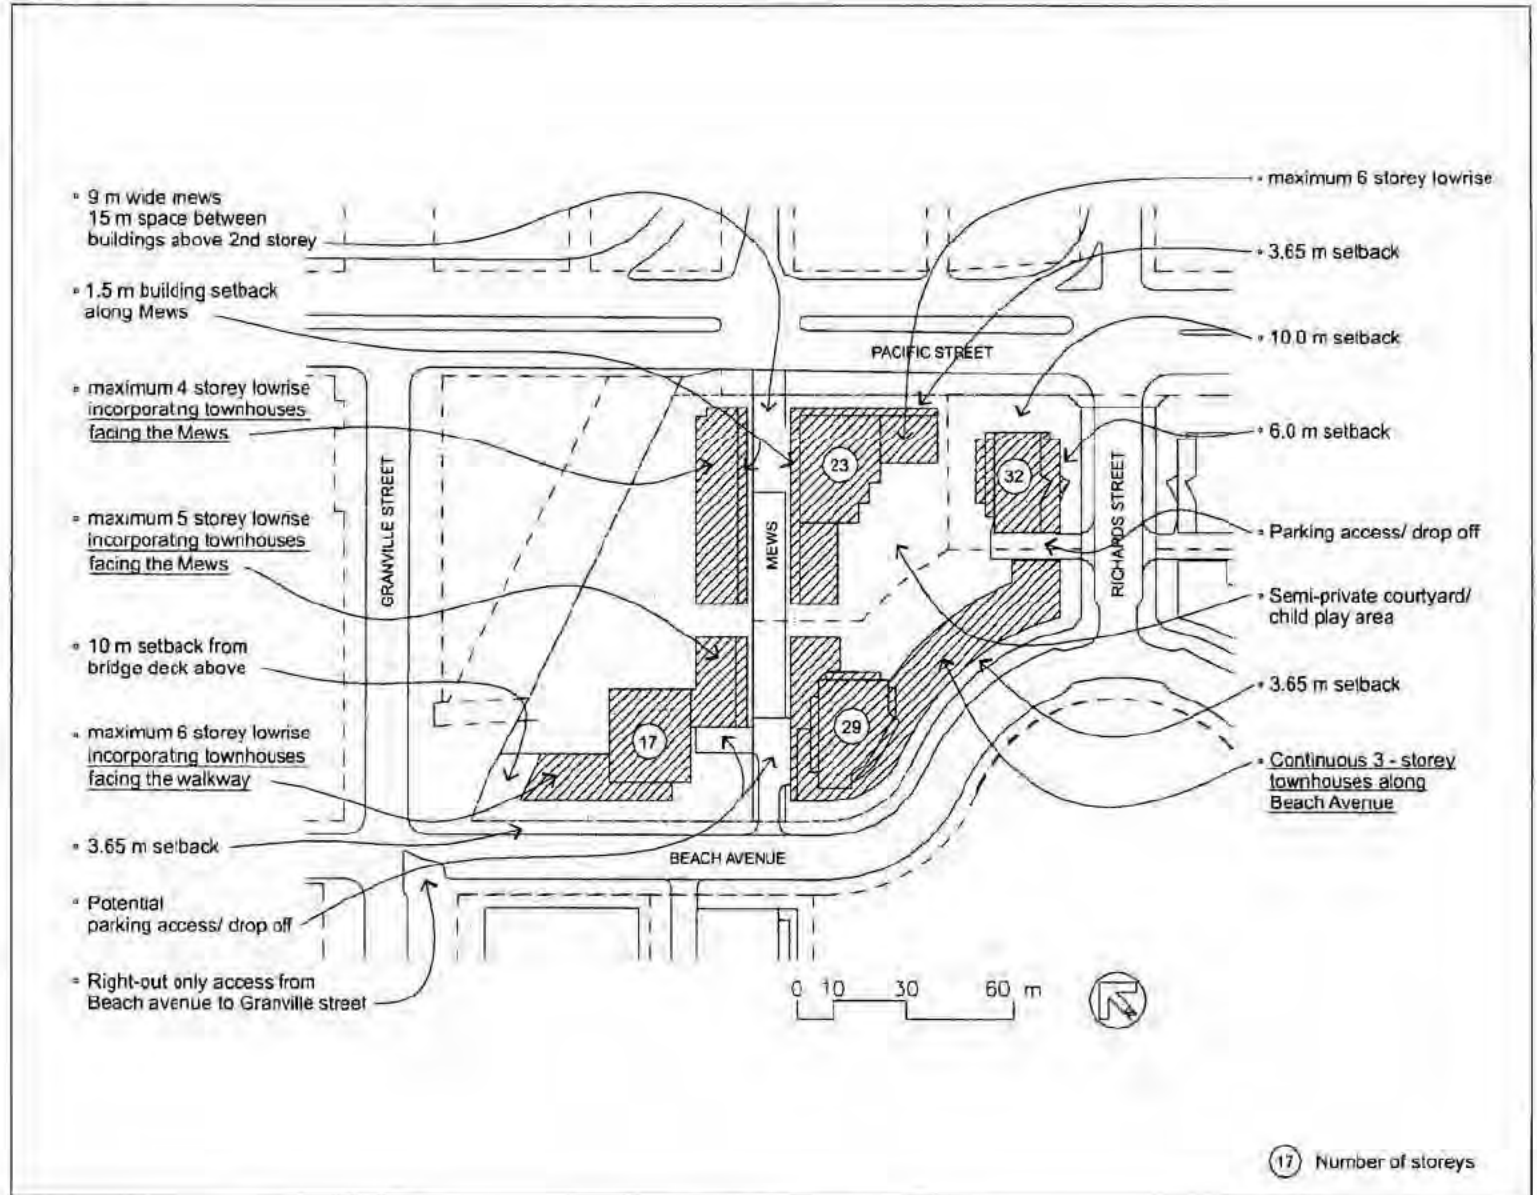 9 m wide mews
15 m space between
buildings above 2nd storey
1.5 m building setback
along Mews
maximum 4 storey lowrise
incorporating townhouses
facing the Mews
maximum 5 storey lowrise
incorporating townhouses
facing the Mews
10 m setback from
bridge deck above
maximum 6 storey lowrise
incorporating townhouses
facing the walkway
3.65 m setback
Potential
parking access/ drop off
Right-out only access from
Beach avenue to Granville street
GRANVILLE STREET
PACIFIC STREET
MEWS
RICHARDS STREET
BEACH AVENUE
23
32
17
29
maximum 6 storey lowrise
3.65 m setback
10.0 m setback
6.0 m setback
Parking access/ drop off
Semi-private courtyard/
child play area
3.65 m setback
Continuous 3 - storey
townhouses along
Beach Avenue
0 10 30 60 m
N
17 Number of storeys